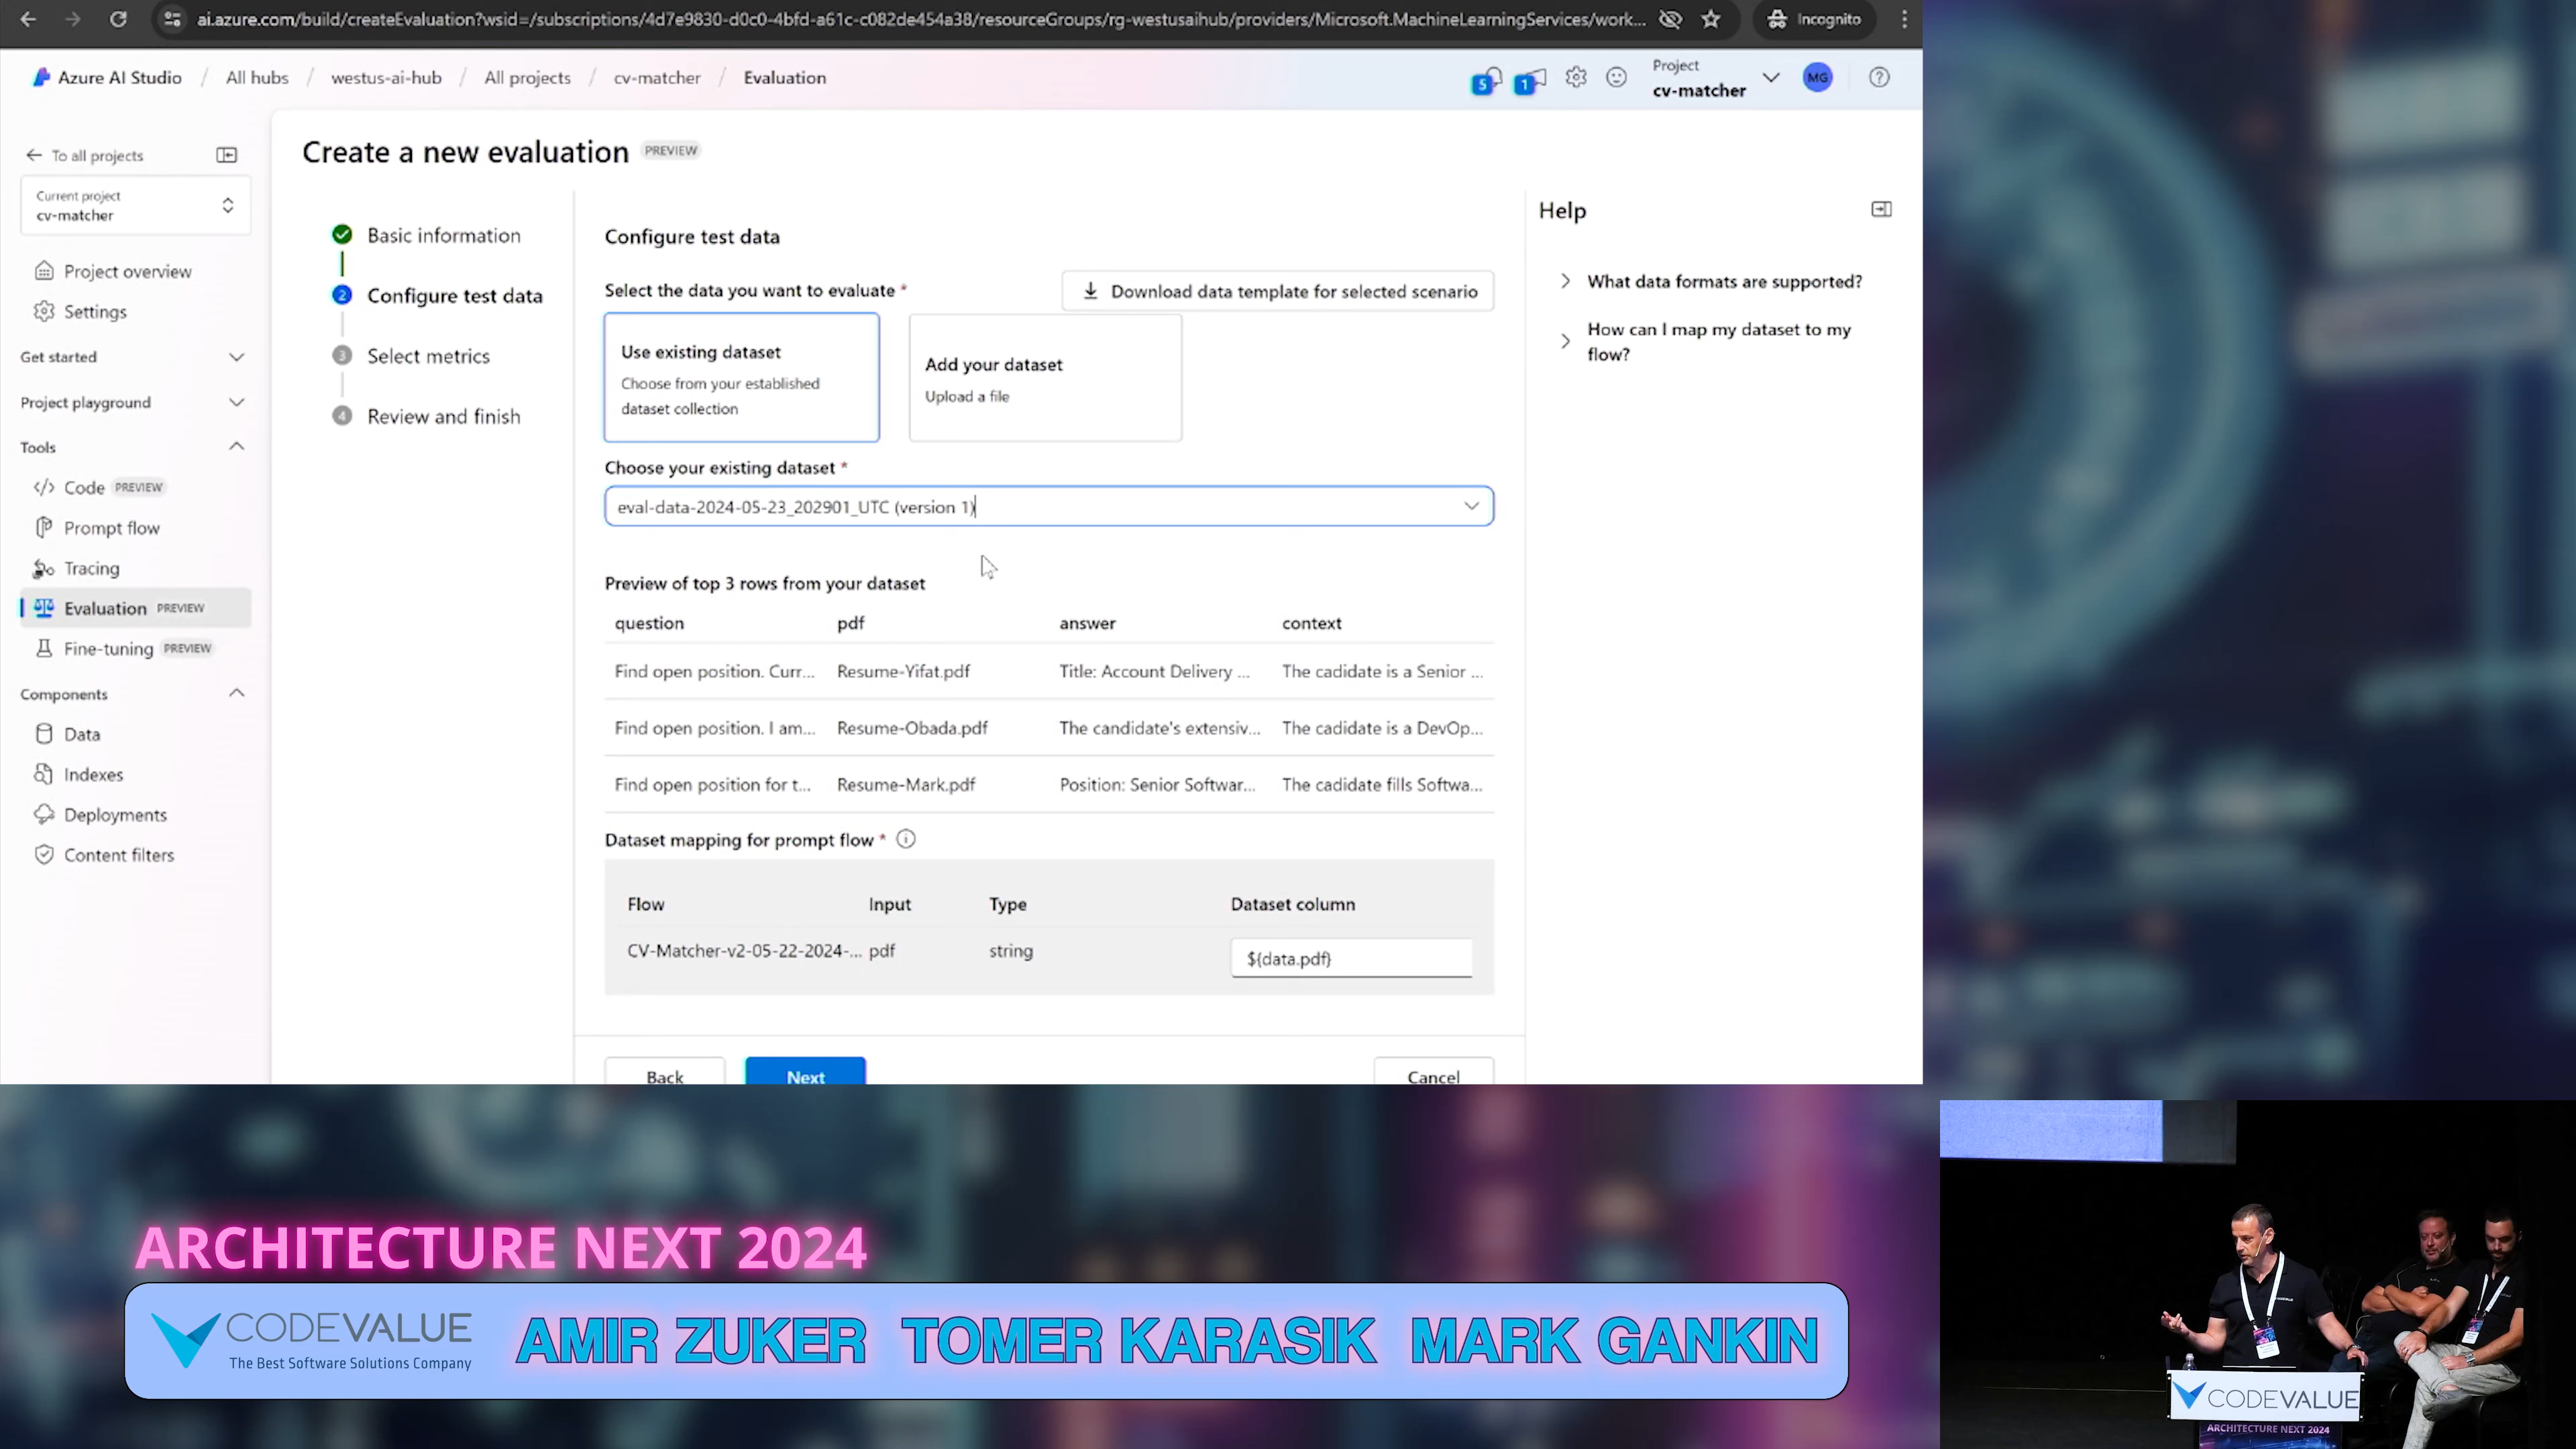 ai.azure.com/build/createEvaluation?wsid=/subscriptions/4d7e9830-d0c0-4bfd-a61c-c082de454a38/resourceGroups/rg-westusaihub/providers/Microsoft.MachineLearningServices/work...
Incognito
Azure AI Studio / All hubs / westus-ai-hub / All projects / cv-matcher / Evaluation
5
1
Project
cv-matcher
MG
To all projects
Current project
cv-matcher
Project overview
Settings
Get started
Project playground
Tools
Code PREVIEW
Prompt flow
Tracing
Evaluation PREVIEW
Fine-tuning PREVIEW
Components
Data
Indexes
Deployments
Content filters
Create a new evaluation PREVIEW
Basic information
2 Configure test data
3 Select metrics
4 Review and finish
Configure test data
Select the data you want to evaluate *
Download data template for selected scenario
Use existing dataset
Choose from your established
dataset collection
Add your dataset
Upload a file
Choose your existing dataset *
eval-data-2024-05-23_202901_UTC (version 1)
Preview of top 3 rows from your dataset
question pdf answer context
Find open position. Curr... Resume-Yifat.pdf Title: Account Delivery ... The cadidate is a Senior ...
Find open position. I am... Resume-Obada.pdf The candidate's extensiv... The cadidate is a DevOp...
Find open position for t... Resume-Mark.pdf Position: Senior Softwar... The cadidate fills Softwa...
Dataset mapping for prompt flow *
Flow Input Type Dataset column
CV-Matcher-v2-05-22-2024-... pdf string ${data.pdf}
Back
Next
Cancel
Help
What data formats are supported?
How can I map my dataset to my
flow?
ARCHITECTURE NEXT 2024
CODEVALUE
The Best Software Solutions Company
AMIR ZUKER TOMER KARASIK MARK GANKIN
CODEVALUE
ARCHITECTURE NEXT 2024